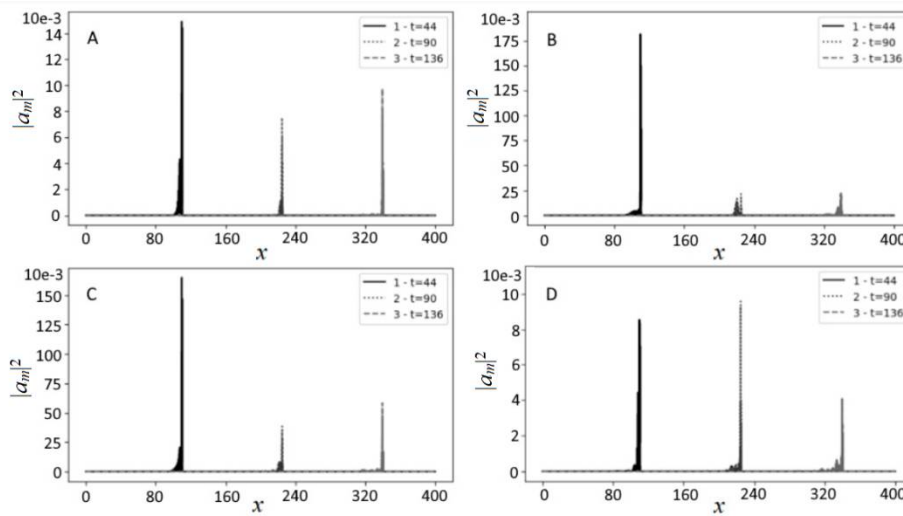 10e-3
A
1 - t=44
2 - t=90
3 - t=136
14
12
10
8
6
4
2
0
|aₘ|²
0 80 160 240 320 400
x
10e-3
B
1 - t=44
2 - t=90
3 - t=136
175
150
125
100
75
50
25
0
|aₘ|²
0 80 160 240 320 400
x
10e-3
C
1 - t=44
2 - t=90
3 - t=136
150
125
100
75
50
25
0
|aₘ|²
0 80 160 240 320 400
x
10e-3
D
1 - t=44
2 - t=90
3 - t=136
10
8
6
4
2
0
|aₘ|²
0 80 160 240 320 400
x